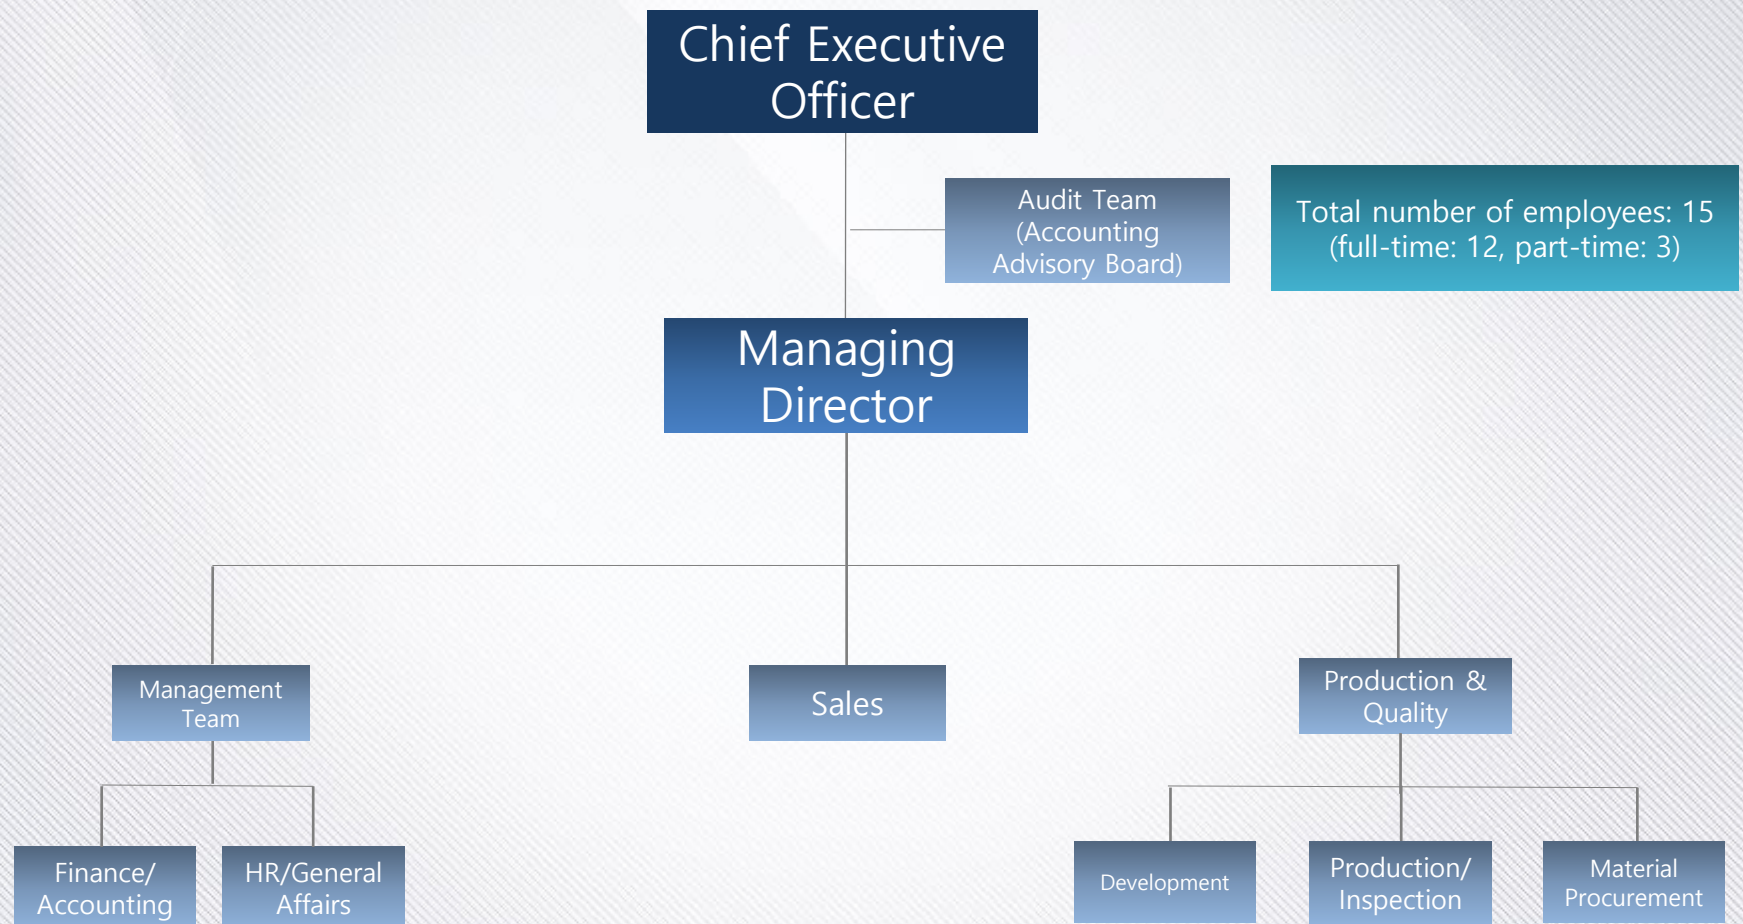 Chief Executive
Officer
Audit Team
(Accounting
Advisory Board)
Total number of employees: 15
(full-time: 12, part-time: 3)
Managing
Director
Management
Team
Sales
Production &
Quality
Finance/
Accounting
HR/General
Affairs
Development
Production/
Inspection
Material
Procurement